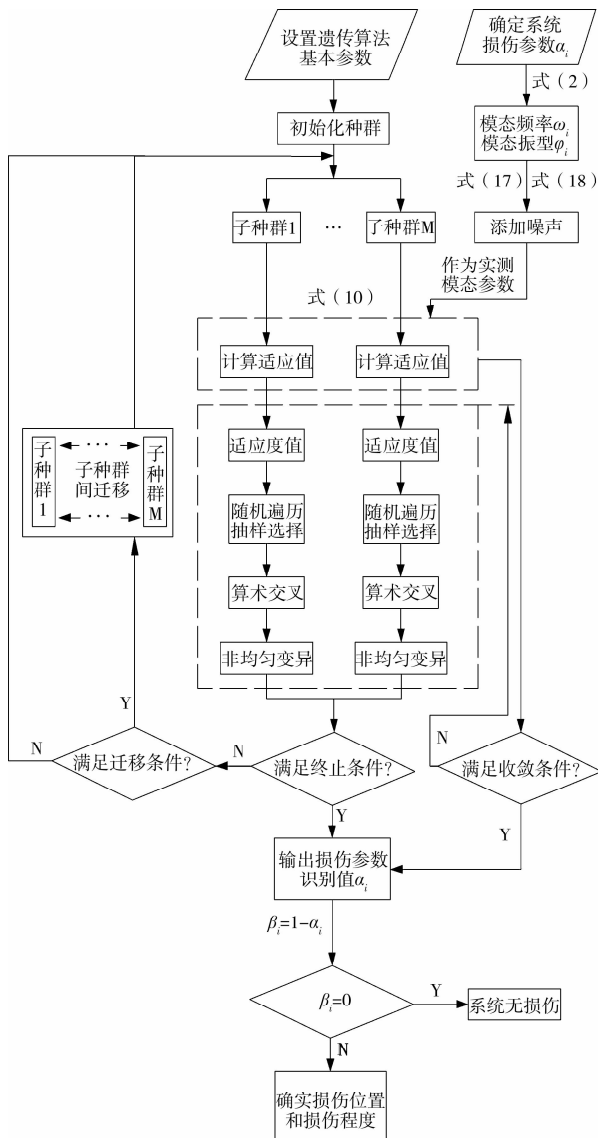 设置遗传算法
基本参数
确定系统
损伤参数αi
式（2）
初始化种群
模态频率ωi
模态振型φi
式（17） 式（18）
子种群1
…
了种群M
添加噪声
作为实测
模态参数
式（10）
计算适应值
计算适应值
适应度值
适应度值
子种群1
…
子种群
间迁移
…
子种群M
随机遍历
抽样选择
随机遍历
抽样选择
算术交叉
算术交叉
非均匀变异
非均匀变异
Y
N
满足迁移条件？
N
满足终止条件？
N
满足收敛条件？
Y
Y
输出损伤参数
识别值αi
βi=1−αi
βi=0
Y
系统无损伤
N
确实损伤位置
和损伤程度